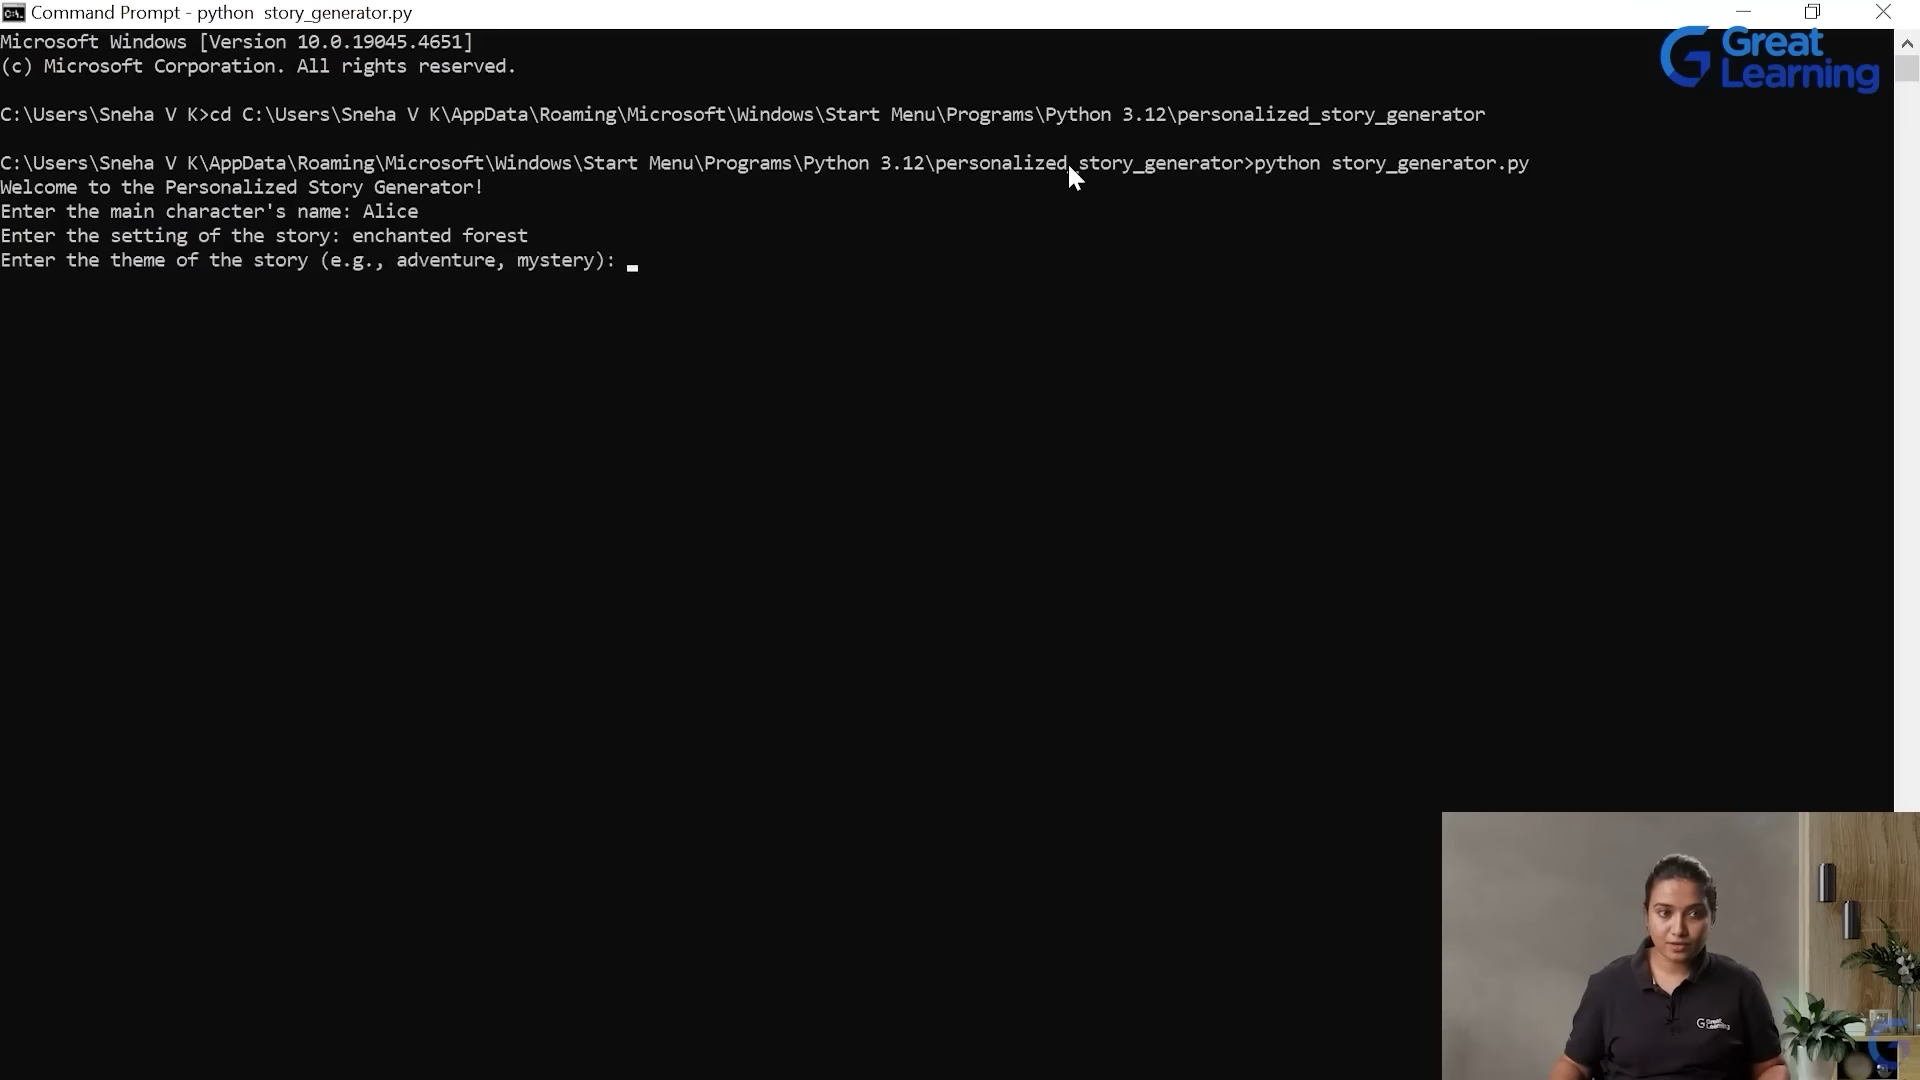 Command Prompt - python  story_generator.py
Great
Learning
Microsoft Windows [Version 10.0.19045.4651]
(c) Microsoft Corporation. All rights reserved.
C:\Users\Sneha V K>cd C:\Users\Sneha V K\AppData\Roaming\Microsoft\Windows\Start Menu\Programs\Python 3.12\personalized_story_generator
C:\Users\Sneha V K\AppData\Roaming\Microsoft\Windows\Start Menu\Programs\Python 3.12\personalized_story_generator>python story_generator.py
Welcome to the Personalized Story Generator!
Enter the main character's name: Alice
Enter the setting of the story: enchanted forest
Enter the theme of the story (e.g., adventure, mystery):
Great
Learning